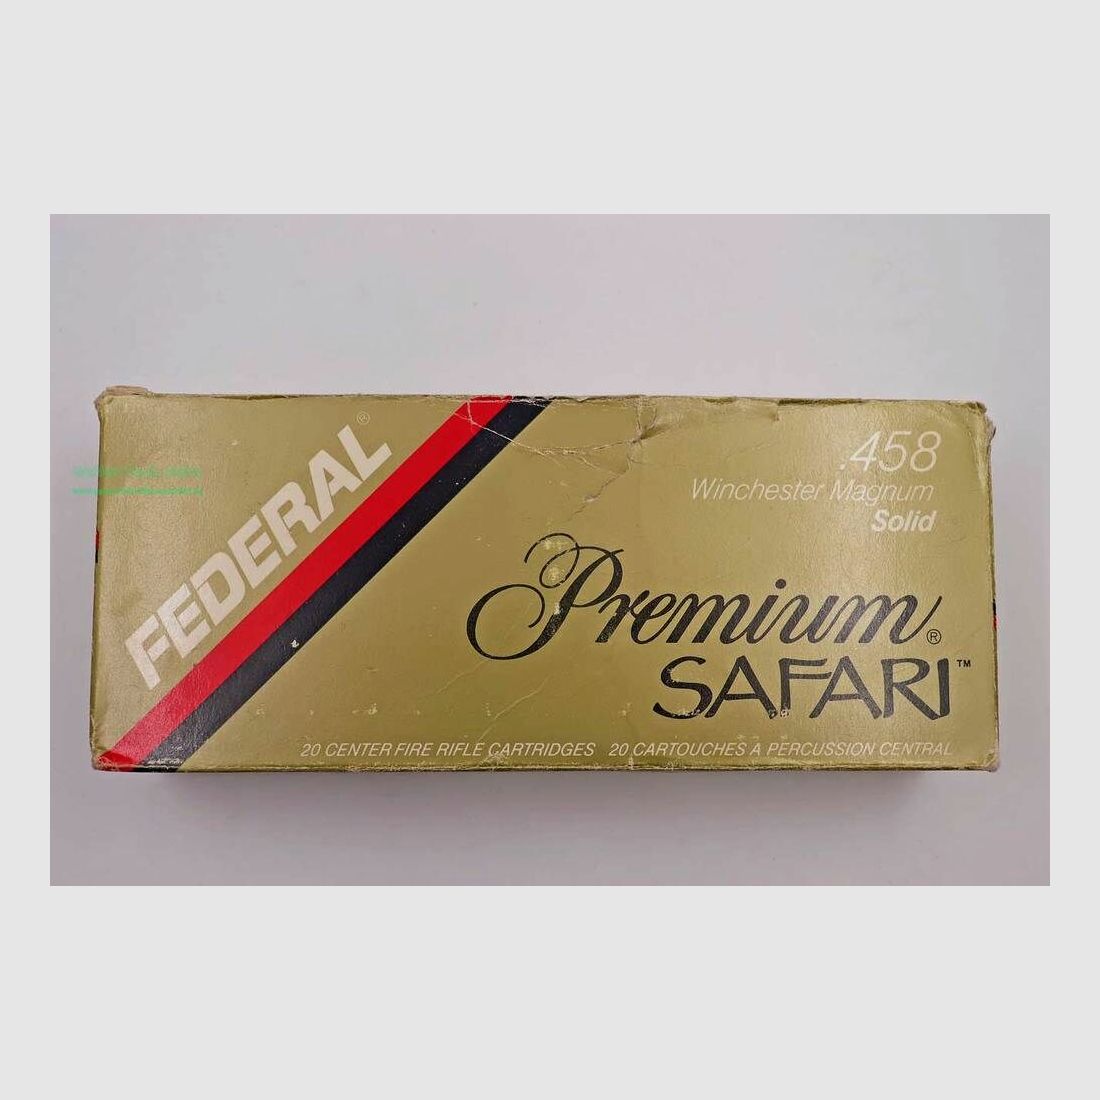 FEDERAL®
.458
Winchester Magnum
Solid
Premium®
SAFARI™
20 CENTER FIRE RIFLE CARTRIDGES 20 CARTOUCHES A PERCUSSION CENTRAL